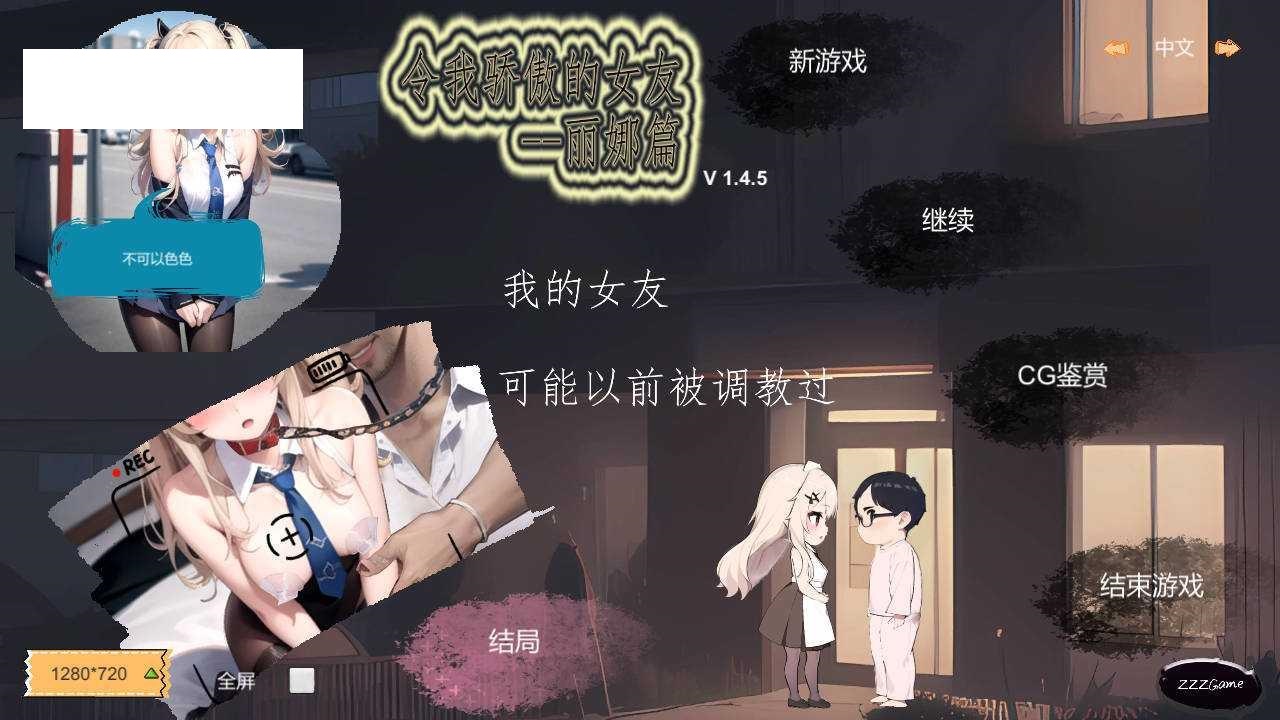 令我骄傲的女友
—丽娜篇
V 1.4.5
新游戏
中文
继续
不可以色色
我的女友
可能以前被调教过
CG鉴赏
REC
结束游戏
结局
1280*720
全屏
ZZZGame